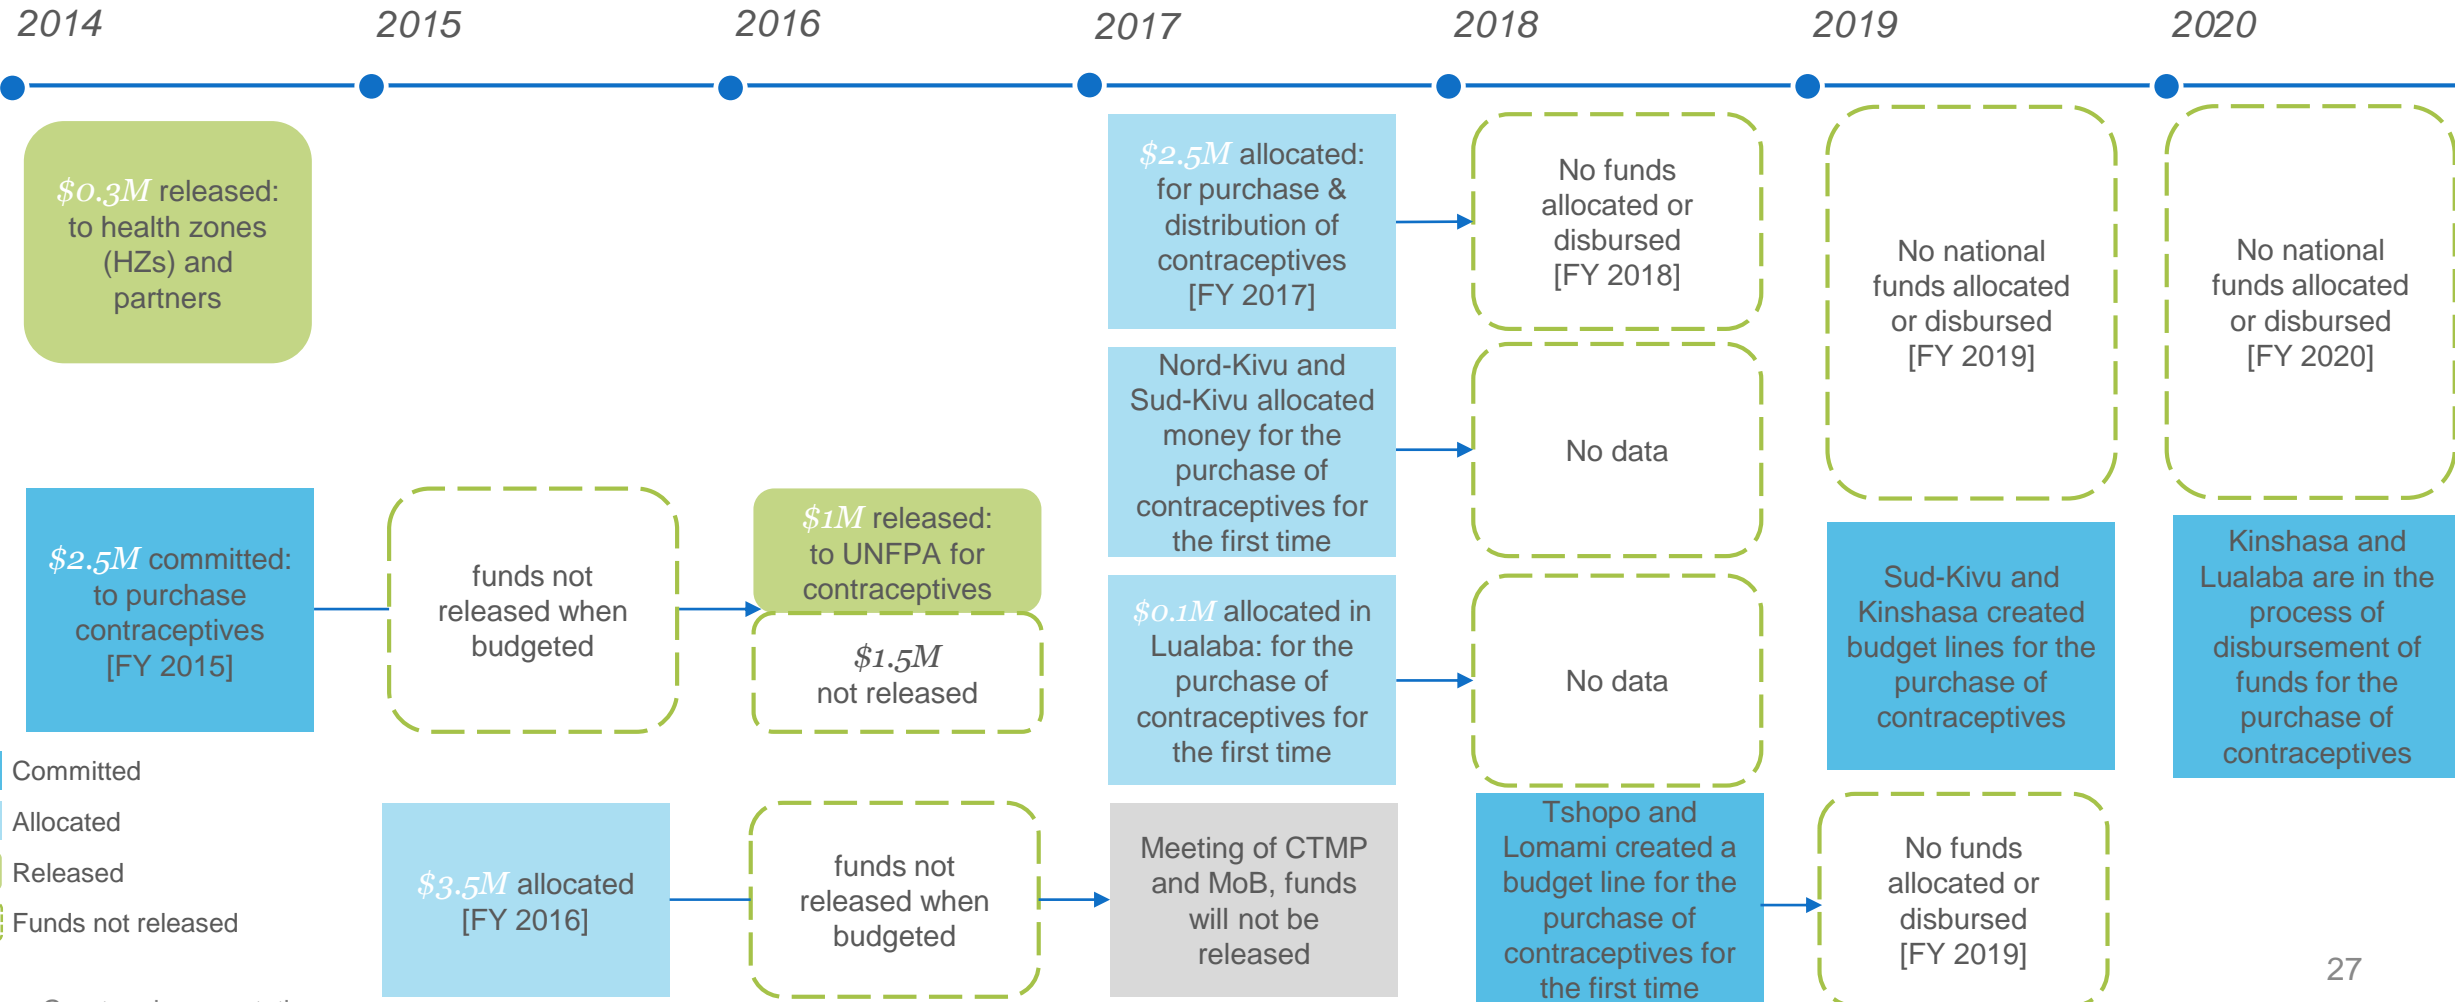 2014
2015
2016
2017
2018
2019
2020
$0.3M released:
to health zones
(HZs) and
partners
$2.5M committed:
to purchase
contraceptives
[FY 2015]
funds not
released when
budgeted
$1M released:
to UNFPA for
contraceptives
$1.5M
not released
$3.5M allocated
[FY 2016]
funds not
released when
budgeted
Meeting of CTMP
and MoB, funds
will not be
released
$2.5M allocated:
for purchase &
distribution of
contraceptives
[FY 2017]
Nord-Kivu and
Sud-Kivu allocated
money for the
purchase of
contraceptives for
the first time
$0.1M allocated in
Lualaba: for the
purchase of
contraceptives for
the first time
No funds
allocated or
disbursed
[FY 2018]
No data
No data
Tshopo and
Lomami created a
budget line for the
purchase of
contraceptives for
the first time
No national
funds allocated
or disbursed
[FY 2019]
Sud-Kivu and
Kinshasa created
budget lines for the
purchase of
contraceptives
No funds
allocated or
disbursed
[FY 2019]
No national
funds allocated
or disbursed
[FY 2020]
Kinshasa and
Lualaba are in the
process of
disbursement of
funds for the
purchase of
contraceptives
Committed
Allocated
Released
Funds not released
27